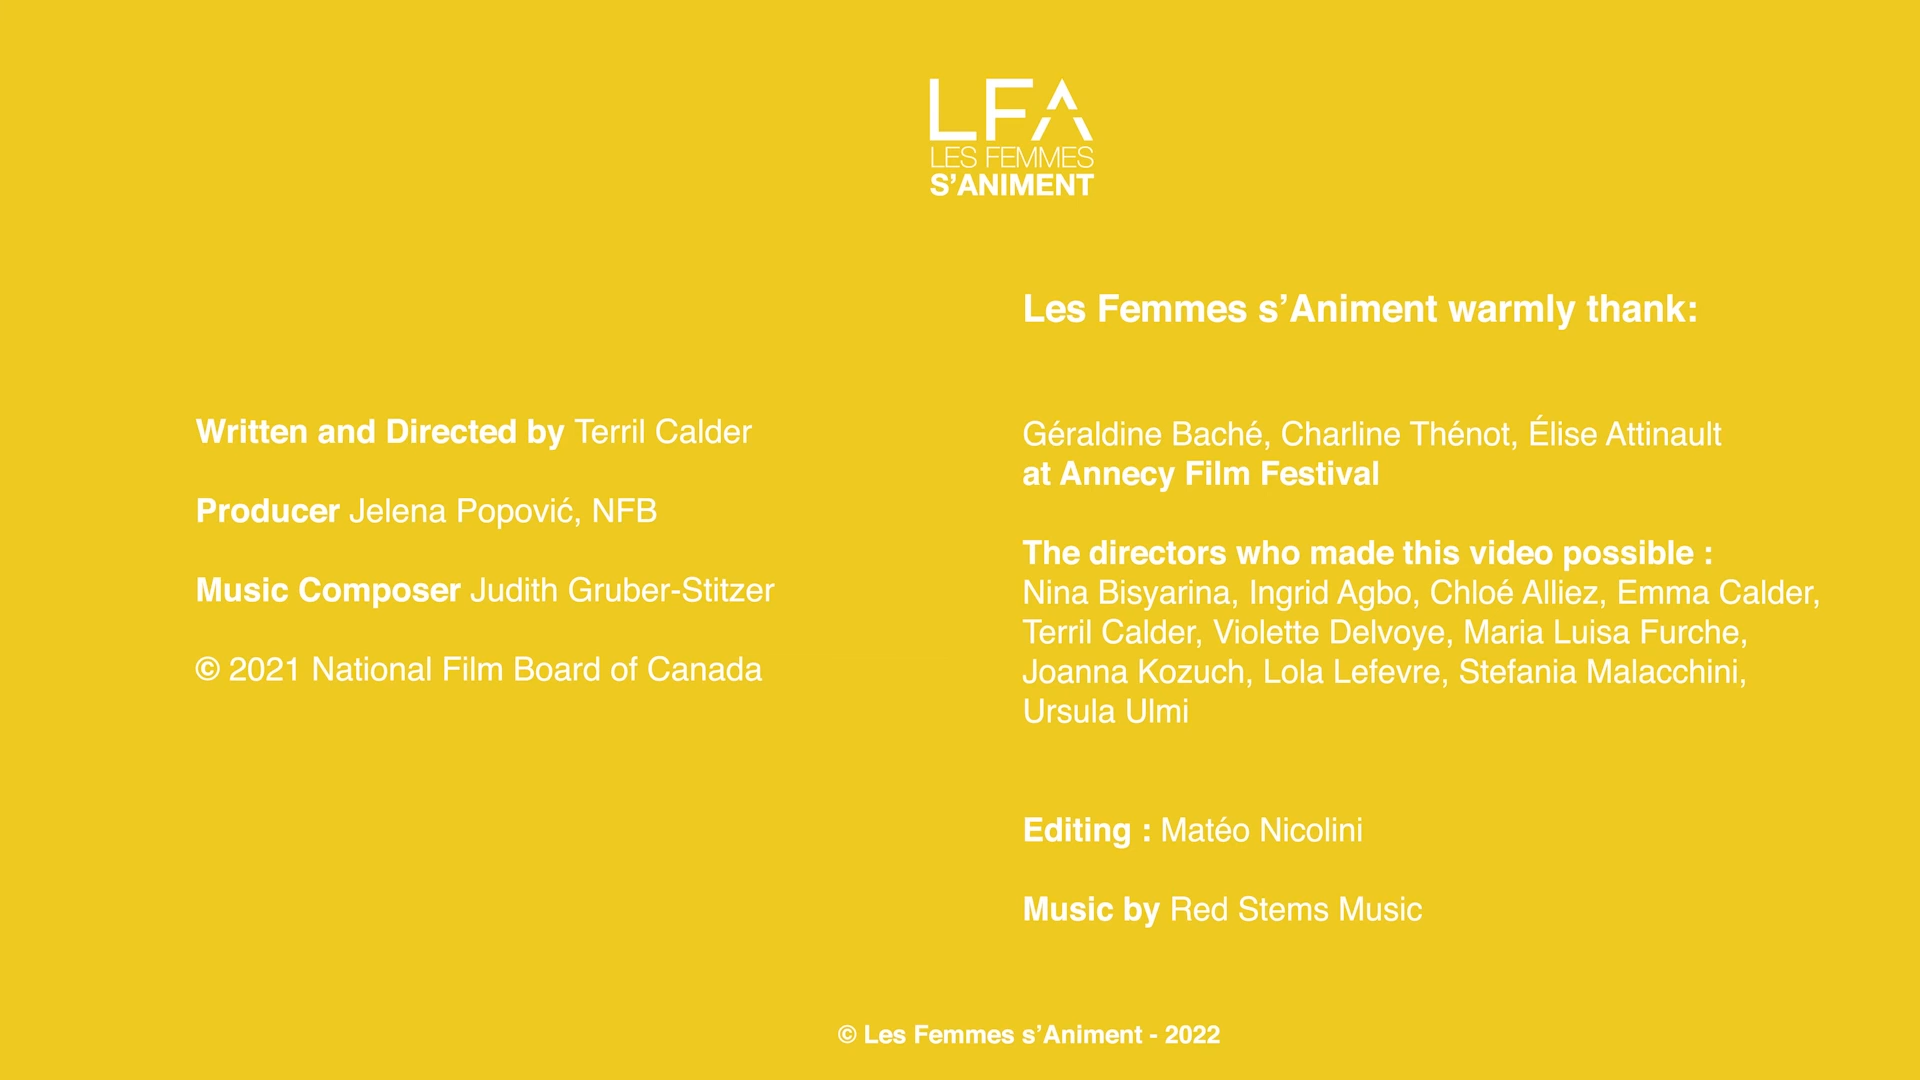 LFA
LES FEMMES
S’ANIMENT
Written and Directed by Terril Calder
Producer Jelena Popović, NFB
Music Composer Judith Gruber-Stitzer
© 2021 National Film Board of Canada
Les Femmes s’Animent warmly thank:
Géraldine Baché, Charline Thénot, Élise Attinault
at Annecy Film Festival
The directors who made this video possible :
Nina Bisyarina, Ingrid Agbo, Chloé Alliez, Emma Calder,
Terril Calder, Violette Delvoye, Maria Luisa Furche,
Joanna Kozuch, Lola Lefevre, Stefania Malacchini,
Ursula Ulmi
Editing : Matéo Nicolini
Music by Red Stems Music
© Les Femmes s’Animent - 2022